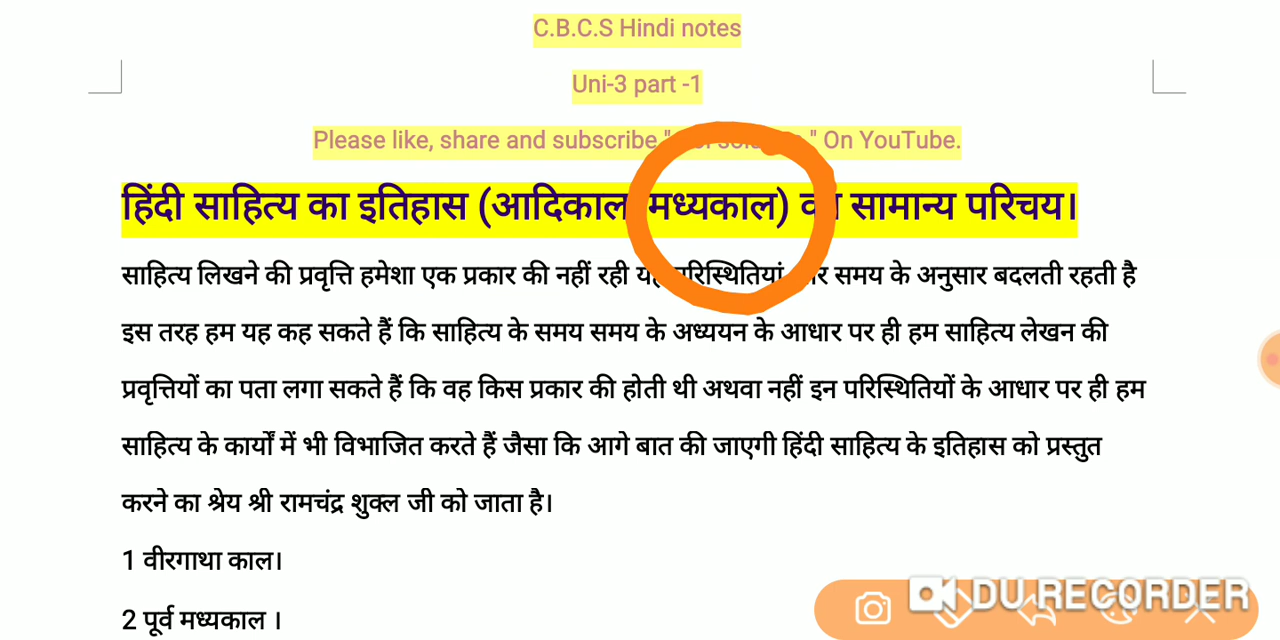 C.B.C.S Hindi notes
Uni-3 part -1
Please like, share and subscribe " " On YouTube.
हिंदी साहित्य का इतिहास (आदिकाल मध्यकाल) सामान्य परिचय।
साहित्य लिखने की प्रवृत्ति हमेशा एक प्रकार की नहीं रही समय के अनुसार बदलती रहती है
इस तरह हम यह कह सकते हैं कि साहित्य के समय समय के अध्ययन के आधार पर ही हम साहित्य लेखन की
प्रवृत्तियों का पता लगा सकते हैं कि वह किस प्रकार की होती थी अथवा नहीं इन परिस्थितियों के आधार पर ही हम
साहित्य के कार्यों में भी विभाजित करते हैं जैसा कि आगे बात की जाएगी हिंदी साहित्य के इतिहास को प्रस्तुत
करने का श्रेय श्री रामचंद्र शुक्ल जी को जाता है।
1 वीरगाथा काल।
2 पूर्व मध्यकाल ।
DU RECORDER